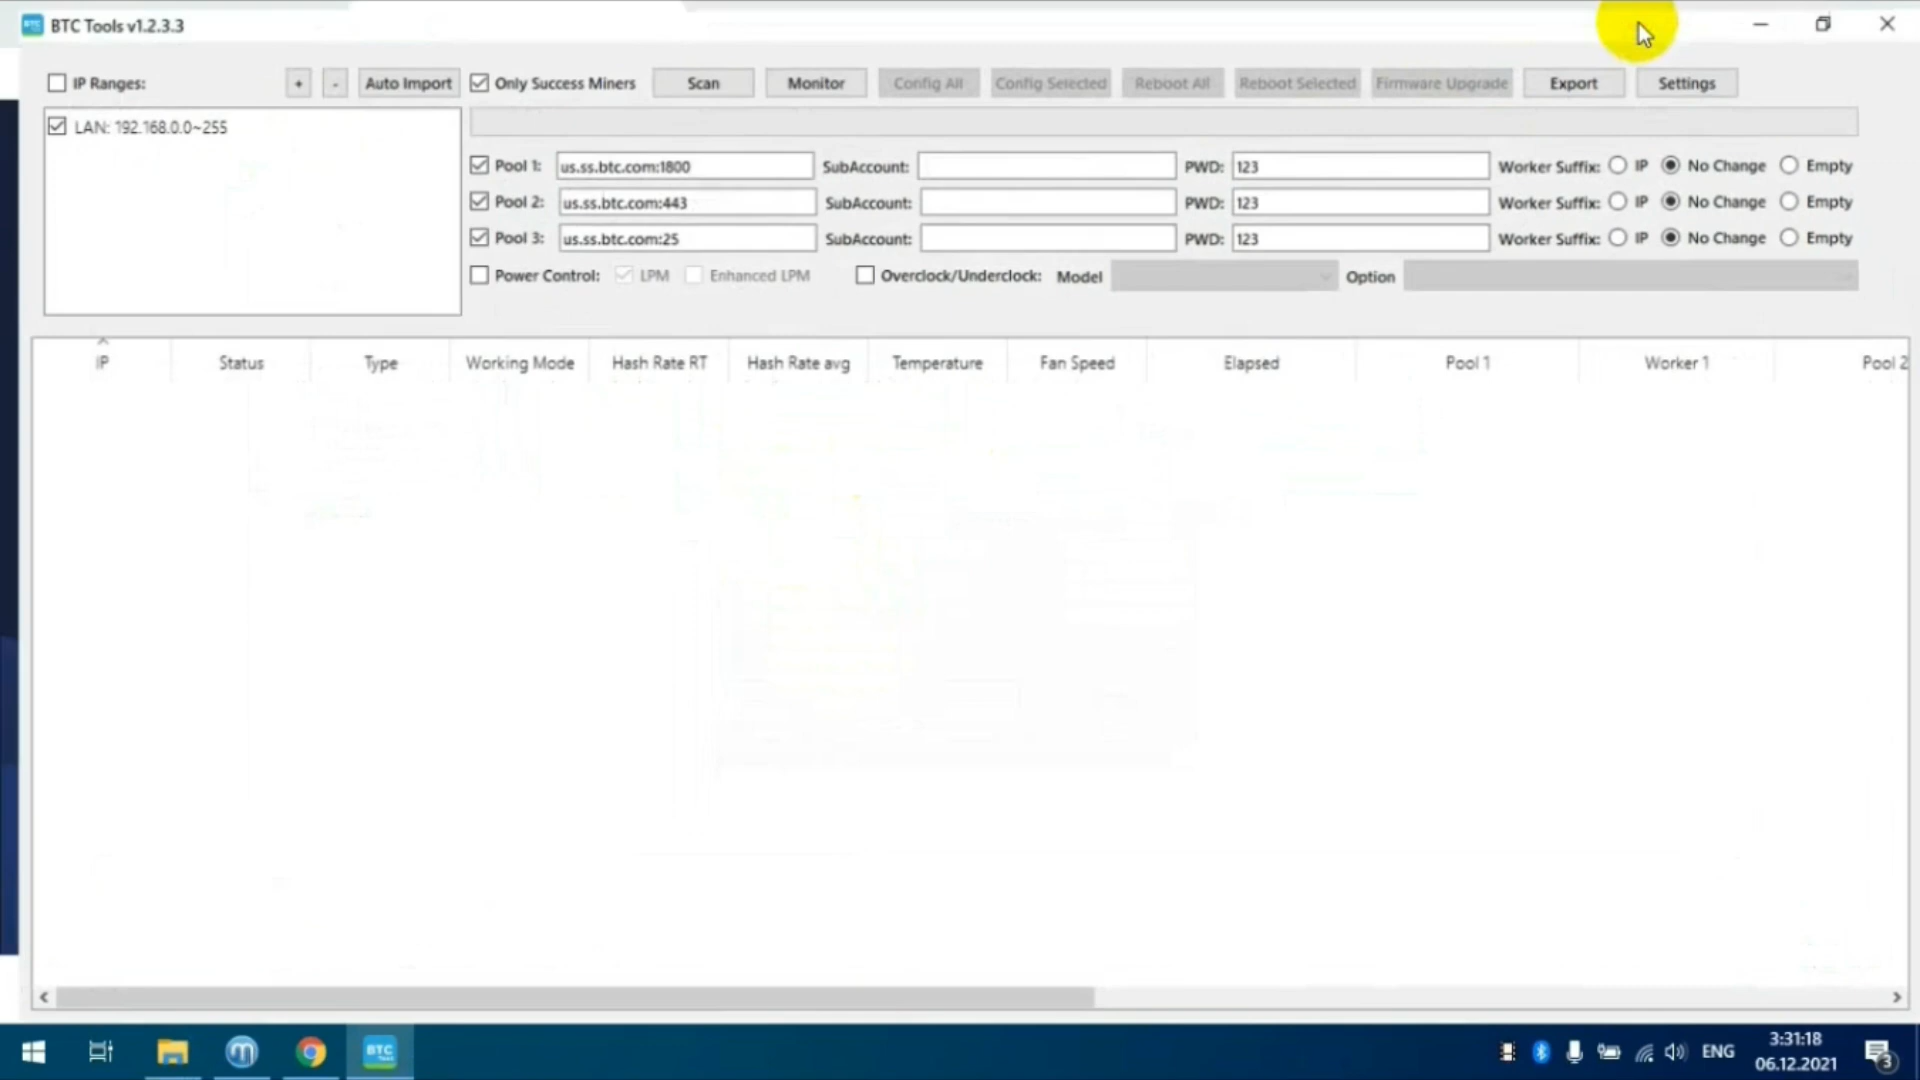 BTC Tools v1.2.3.3
IP Ranges: + - Auto Import Only Success Miners Scan Monitor Config All Config Selected Reboot All Reboot Selected Firmware Upgrade Export Settings
LAN: 192.168.0.0~255
Pool 1: us.ss.btc.com:1800 SubAccount: PWD: 123 Worker Suffix: IP No Change Empty
Pool 2: us.ss.btc.com:443 SubAccount: PWD: 123 Worker Suffix: IP No Change Empty
Pool 3: us.ss.btc.com:25 SubAccount: PWD: 123 Worker Suffix: IP No Change Empty
Power Control: LPM Enhanced LPM Overclock/Underclock: Model Option
IP Status Type Working Mode Hash Rate RT Hash Rate avg Temperature Fan Speed Elapsed Pool 1 Worker 1 Pool 2
BTC
Tools
ENG
3:31:18
06.12.2021
3